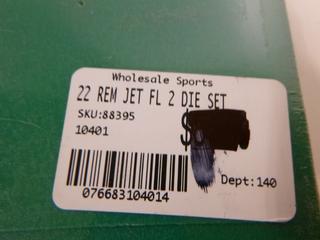 Wholesale Sports
22 REM JET FL 2 DIE SET
SKU:88395
$
10401
076683104014
Dept:140